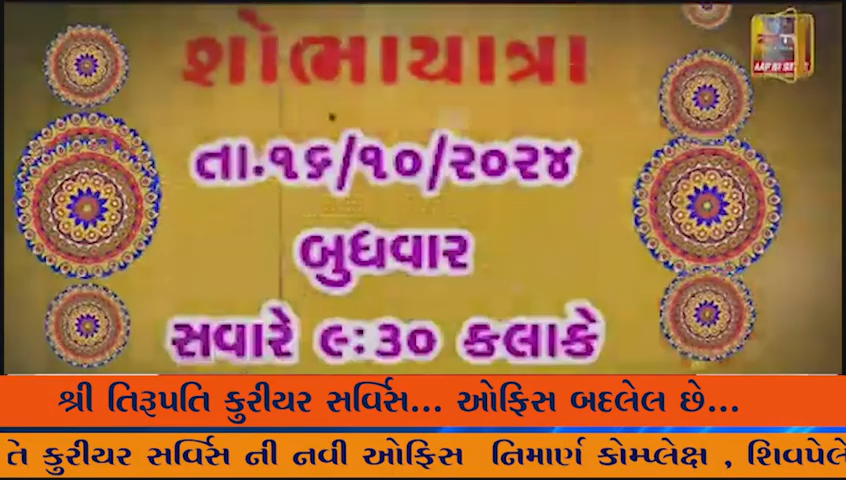 શોભાયાત્રા
તા.૧૬/૧૦/૨૦૨૪
બુધવાર
સવારે ૯:૩૦ કલાકે
શ્રી તિરૂપતિ કુરીયર સર્વિસ... ઓફિસ બદલેલ છે...
તે કુરીયર સર્વિસ ની નવી ઓફિસ નિમાર્ણ કોમ્પ્લેક્ષ , શિવપેલે